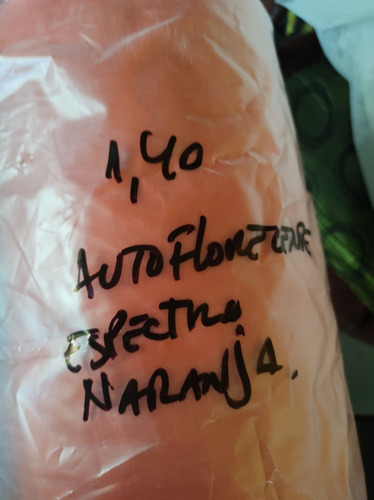 1,40
AUTOFLORECIENTE
ESPECTRO
NARANJA.